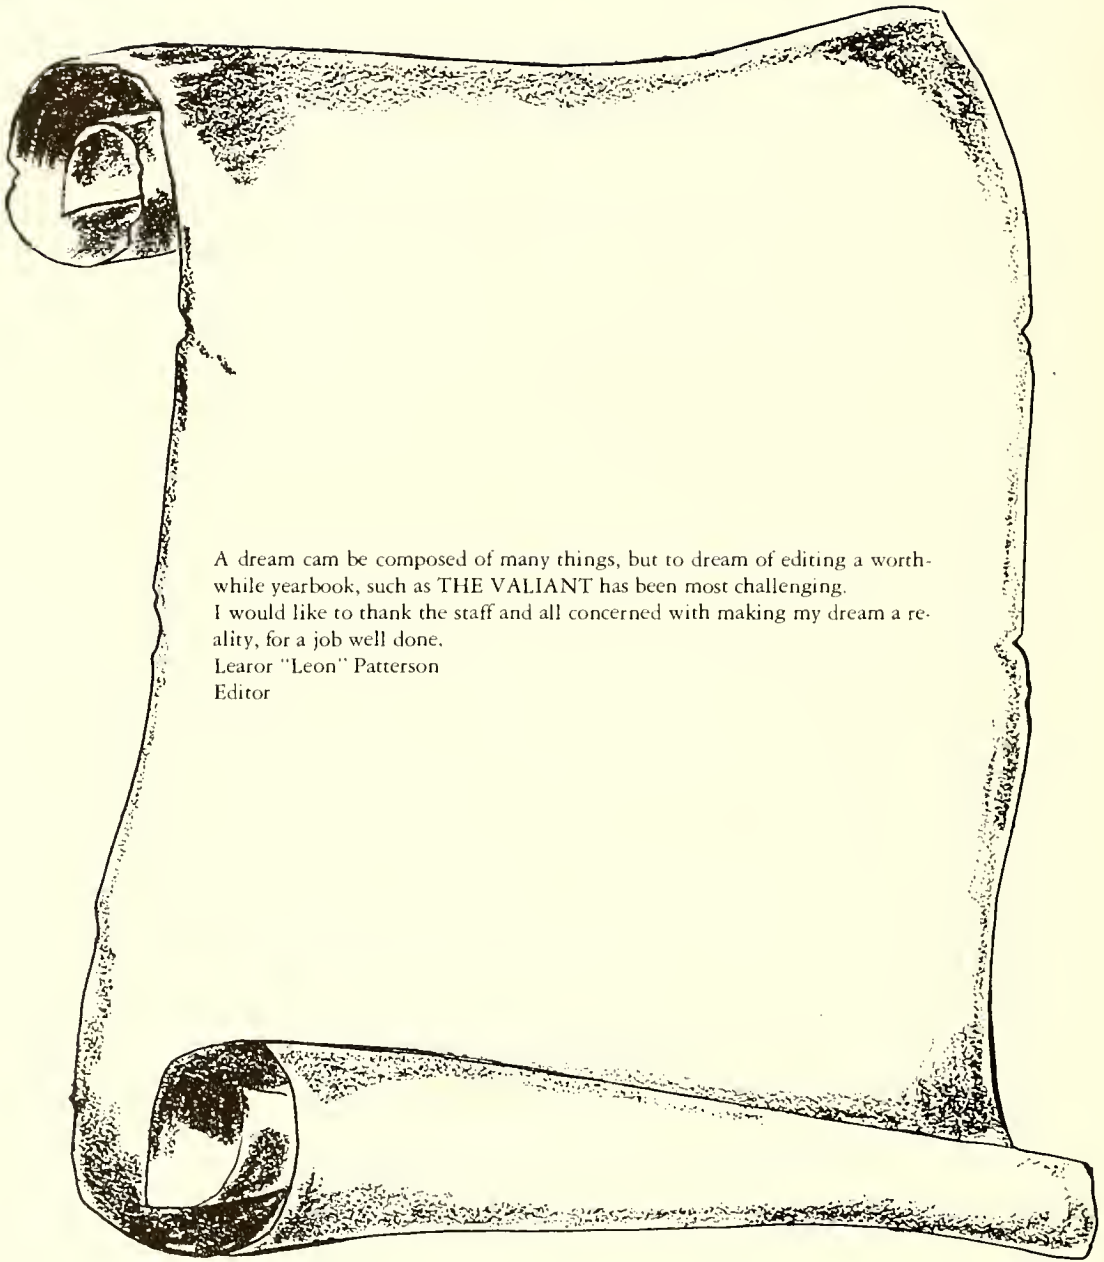 A dream cam be composed of many things, but to dream of editing a worth-
while yearbook, such as THE VALIANT has been most challenging.
I would like to thank the staff and all concerned with making my dream a re-
ality, for a job well done.
Learor "Leon" Patterson
Editor